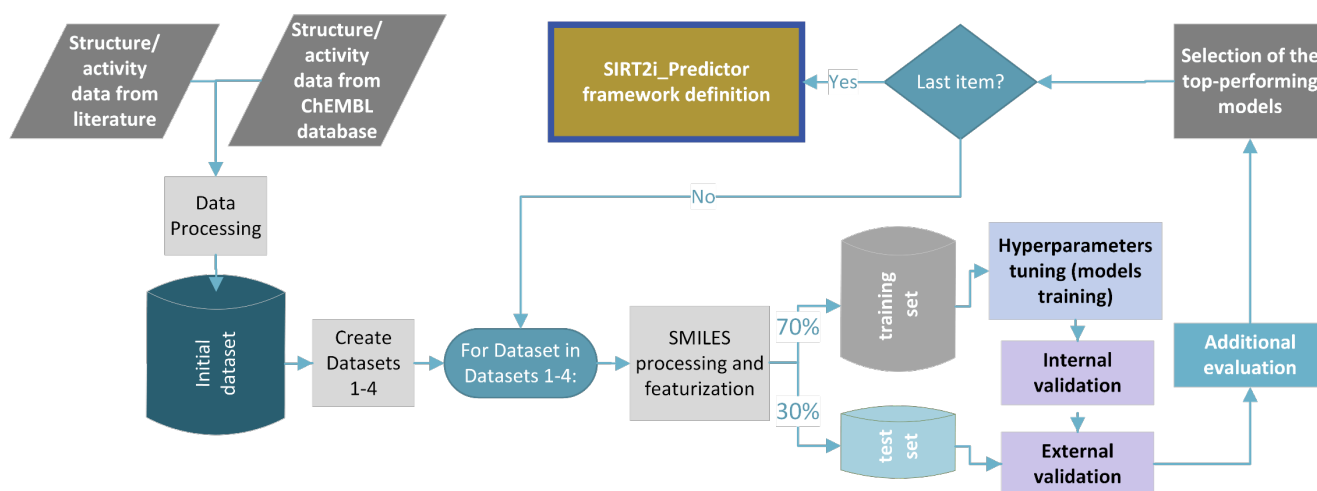 Structure/
activity
data from
literature
Structure/
activity
data from
ChEMBL
database
Data
Processing
Initial
dataset
Create
Datasets
1-4
For Dataset in
Datasets 1-4:
SMILES
processing and
featurization
70%
30%
training
set
test
set
Hyperparameters
tuning (models
training)
Internal
validation
External
validation
Additional
evaluation
Selection of the
top-performing
models
Last item?
Yes
No
SIRT2i_Predictor
framework definition